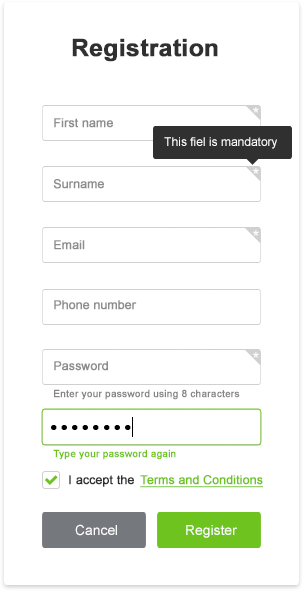 Registration
First name
This fiel is mandatory
Surname
Email
Phone number
Password
Enter your password using 8 characters
Type your password again
I accept the Terms and Conditions
Cancel Register